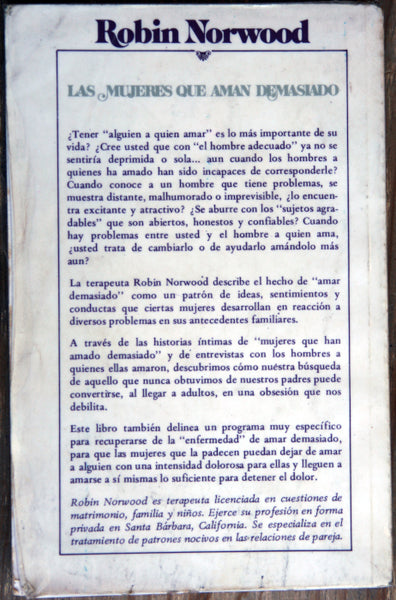 Robin Norwood
LAS MUJERES QUE AMAN DEMASIADO
¿Tener "alguien a quien amar" es lo más importante de su
vida? ¿Cree usted que con "el hombre adecuado" ya no se
sentiría deprimida o sola... aun cuando los hombres a
quienes ha amado han sido incapaces de corresponderle?
Cuando conoce a un hombre que tiene problemas, se
muestra distante, malhumorado o imprevisible, ¿lo encuen-
tra excitante y atractivo? ¿Se aburre con los "sujetos agra-
dables" que son abiertos, honestos y confiables? Cuando
hay problemas entre usted y el hombre a quien ama,
¿usted trata de cambiarlo o de ayudarlo amándolo más
aun?
La terapeuta Robin Norwood describe el hecho de "amar
demasiado" como un patrón de ideas, sentimientos y
conductas que ciertas mujeres desarrollan en reacción a
diversos problemas en sus antecedentes familiares.
A través de las historias íntimas de "mujeres que han
amado demasiado" y de entrevistas con los hombres a
quienes ellas amaron, descubrimos cómo nuestra búsqueda
de aquello que nunca obtuvimos de nuestros padres puede
convertirse, al llegar a adultos, en una obsesión que nos
debilita.
Este libro también delinea un programa muy específico
para recuperarse de la "enfermedad" de amar demasiado,
para que las mujeres que la padecen puedan dejar de amar
a alguien con una intensidad dolorosa para ellas y lleguen a
amarse a sí mismas lo suficiente para detener el dolor.
Robin Norwood es terapeuta licenciada en cuestiones de
matrimonio, familia y niños. Ejerce su profesión en forma
privada en Santa Bárbara, California. Se especializa en el
tratamiento de patrones nocivos en las relaciones de pareja.